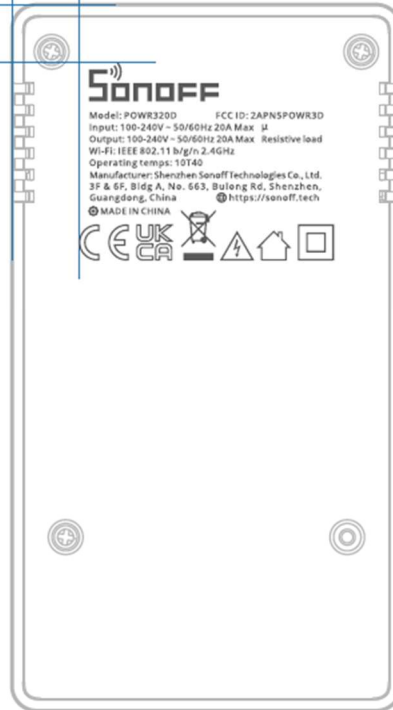 SONOFF
Model: POWR320D FCC ID: 2APN5POWR3D
Input: 100-240V ~ 50/60Hz 20A Max μ
Output: 100-240V ~ 50/60Hz 20A Max Resistive load
Wi-Fi: IEEE 802.11 b/g/n 2.4GHz
Operating temps: 10T40
Manufacturer: Shenzhen Sonoff Technologies Co., Ltd.
3F & 6F, Bldg A, No. 663, Bulong Rd, Shenzhen,
Guangdong, China https://sonoff.tech
MADE IN CHINA
CE UK
CA